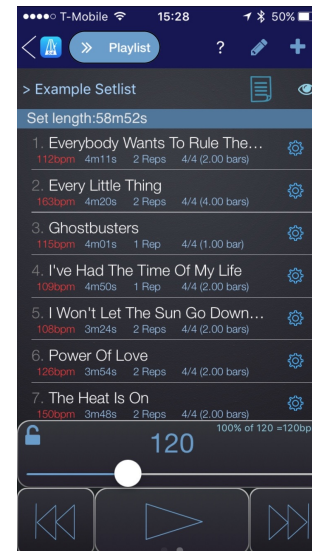 T-Mobile 15:28 50%
» Playlist ? +
> Example Setlist
Set length:58m52s
1. Everybody Wants To Rule The...
112bpm 4m11s 2 Reps 4/4 (2.00 bars)
2. Every Little Thing
163bpm 4m20s 2 Reps 4/4 (4.00 bars)
3. Ghostbusters
115bpm 4m01s 1 Rep 4/4 (1.00 bar)
4. I've Had The Time Of My Life
109bpm 4m50s 1 Rep 4/4 (2.00 bars)
5. I Won't Let The Sun Go Down...
108bpm 3m24s 2 Reps 4/4 (2.00 bars)
6. Power Of Love
126bpm 3m54s 2 Reps 4/4 (2.00 bars)
7. The Heat Is On
150bpm 3m48s 2 Reps 4/4 (2.00 bars)
100% of 120 =120bp
120